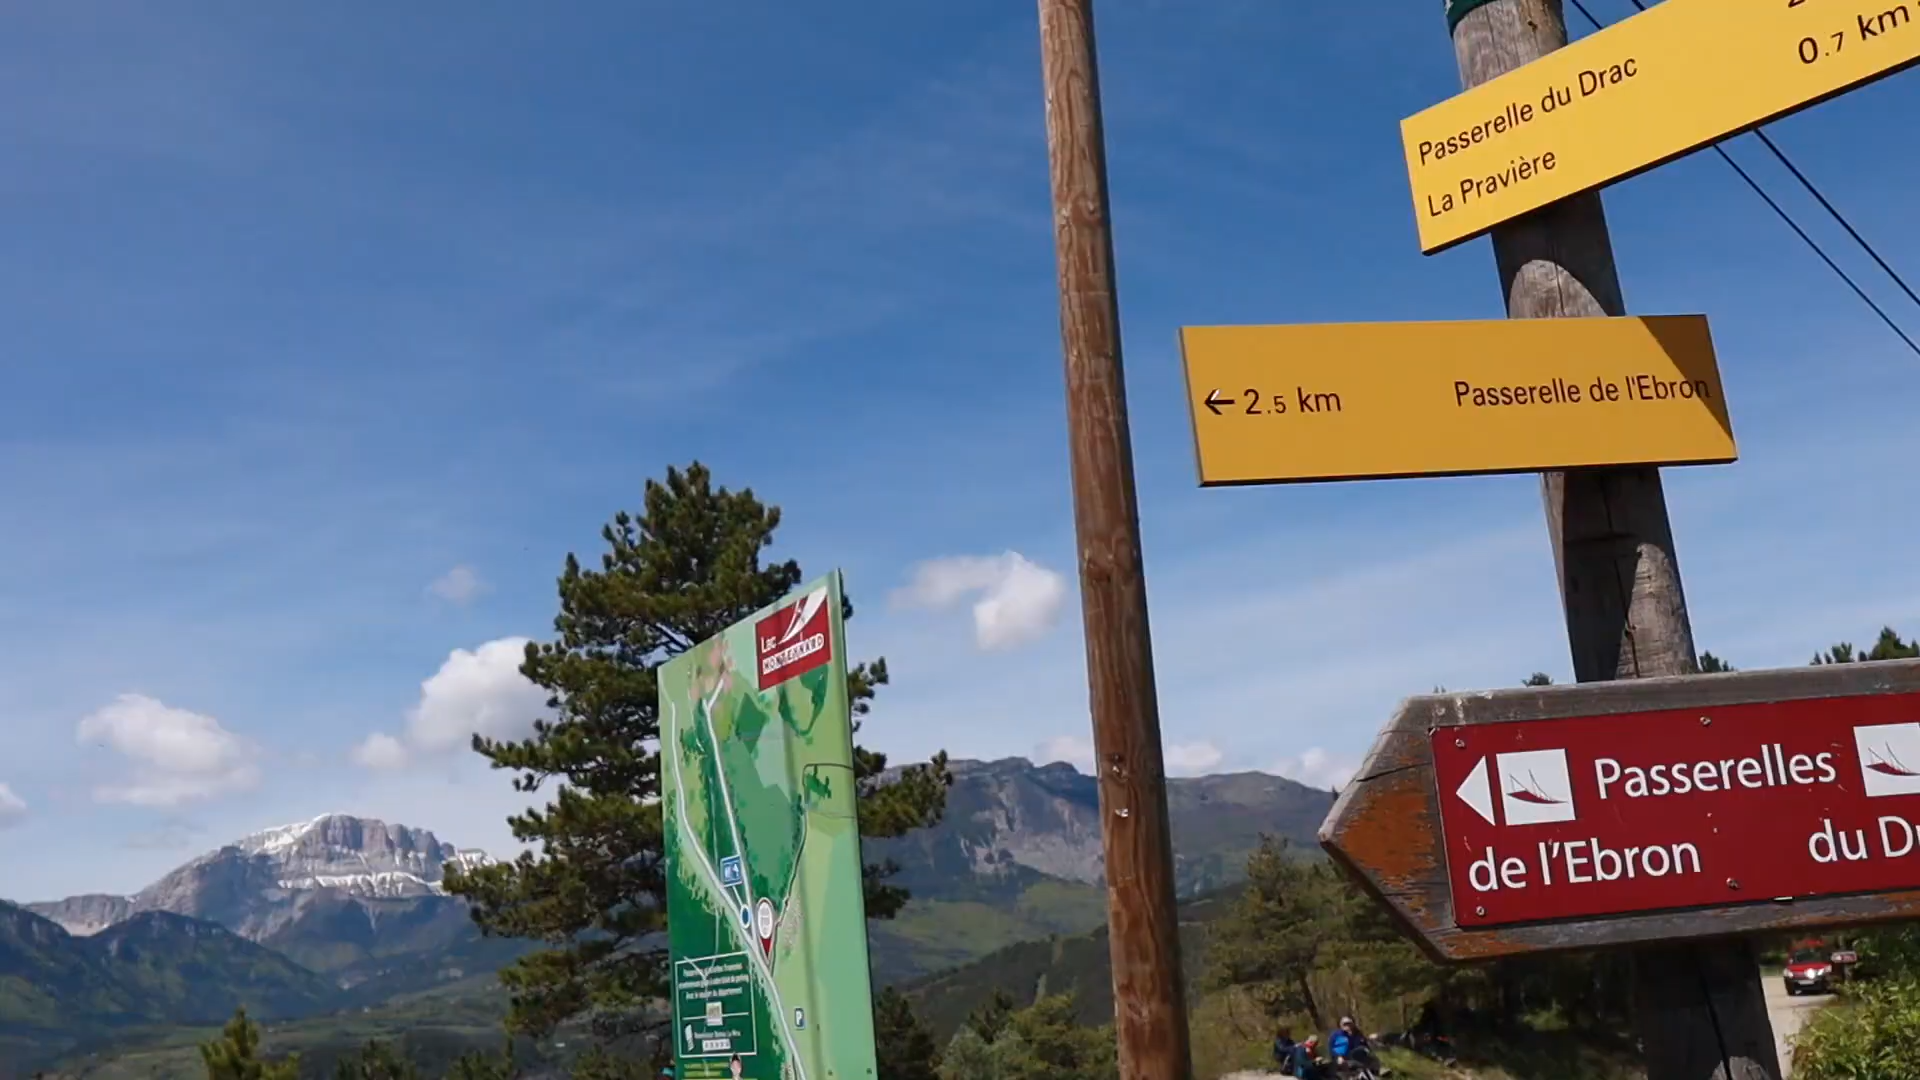 0.7 km
Passerelle du Drac
La Pravière
← 2.5 km Passerelle de l'Ebron
Lac
MONTEYNARD
Passerelles
de l'Ebron du
P